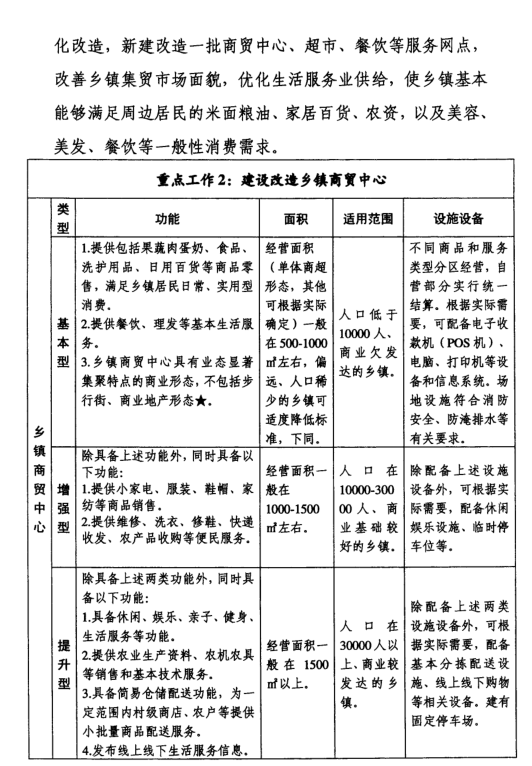 化改造，新建改造一批商贸中心、超市、餐饮等服务网点，
改善乡镇集贸市场面貌，优化生活服务业供给，使乡镇基本
能够满足周边居民的米面粮油、家居百货、农资，以及美容、
美发、餐饮等一般性消费需求。
重点工作2：建设改造乡镇商贸中心
类型
功能
面积
适用范围
设施设备
乡镇商贸中心
基本型
1.提供包括果蔬肉蛋奶、食品、
洗护用品、日用百货等商品零
售，满足乡镇居民日常、实用型
消费。
2.提供餐饮、理发等基本生活服
务。
3.乡镇商贸中心具有业态显著
集聚特点的商业形态，不包括步
行街、商业地产形态★。
经营面积
（单体商超
形态，其他
可根据实际
确定）一般
在500-1000
㎡左右，偏
远、人口稀
少的乡镇可
适度降低标
准，下同。
人口低于
10000人、
商业欠发
达的乡镇。
不同商品和服务
类型分区经营，自
营部分实行统一
结算。根据实际需
要，可配备电子收
款机（POS机）、
电脑、打印机等设
备和信息系统。场
地设施符合消防
安全、防淹排水等
有关要求。
增强型
除具备上述功能外，同时具备以
下功能：
1.提供小家电、服装、鞋帽、家
纺等商品销售。
2.提供维修、洗衣、修鞋、快递
收发、农产品收购等便民服务。
经营面积一
般在
1000-1500
㎡左右。
人口在
10000-300
00人、商
业基础较
好的乡镇。
除配备上述设施
设备外，可根据实
际需要，配备休闲
娱乐设施、临时停
车位等。
提升型
除具备上述两类功能外，同时具
备以下功能：
1.具备休闲、娱乐、亲子、健身、
生活服务等功能。
2.提供农业生产资料、农机农具
等销售和基本技术服务。
3.具备简易仓储配送功能，为一
定范围内村级商店、农户等提供
小批量商品配送服务。
4.发布线上线下生活服务信息。
经营面积一
般在1500
㎡以上。
人口在
30000人以
上、商业较
发达的乡
镇。
除配备上述两类
设施设备外，可根
据实际需要，配备
基本分拣配送设
施、线上线下购物
等相关设备。建有
固定停车场。